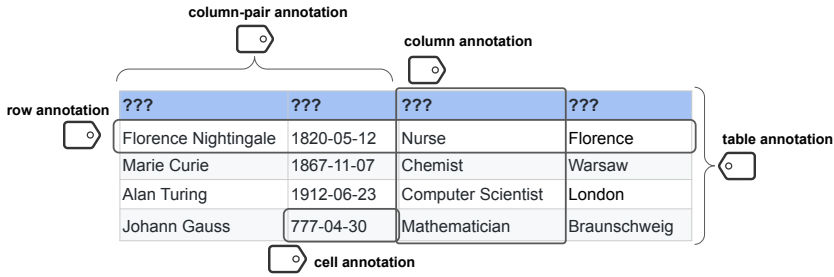 column-pair annotation
column annotation
row annotation
??? ??? ??? ???
Florence Nightingale 1820-05-12 Nurse Florence
table annotation
Marie Curie 1867-11-07 Chemist Warsaw
Alan Turing 1912-06-23 Computer Scientist London
Johann Gauss 777-04-30 Mathematician Braunschweig
cell annotation